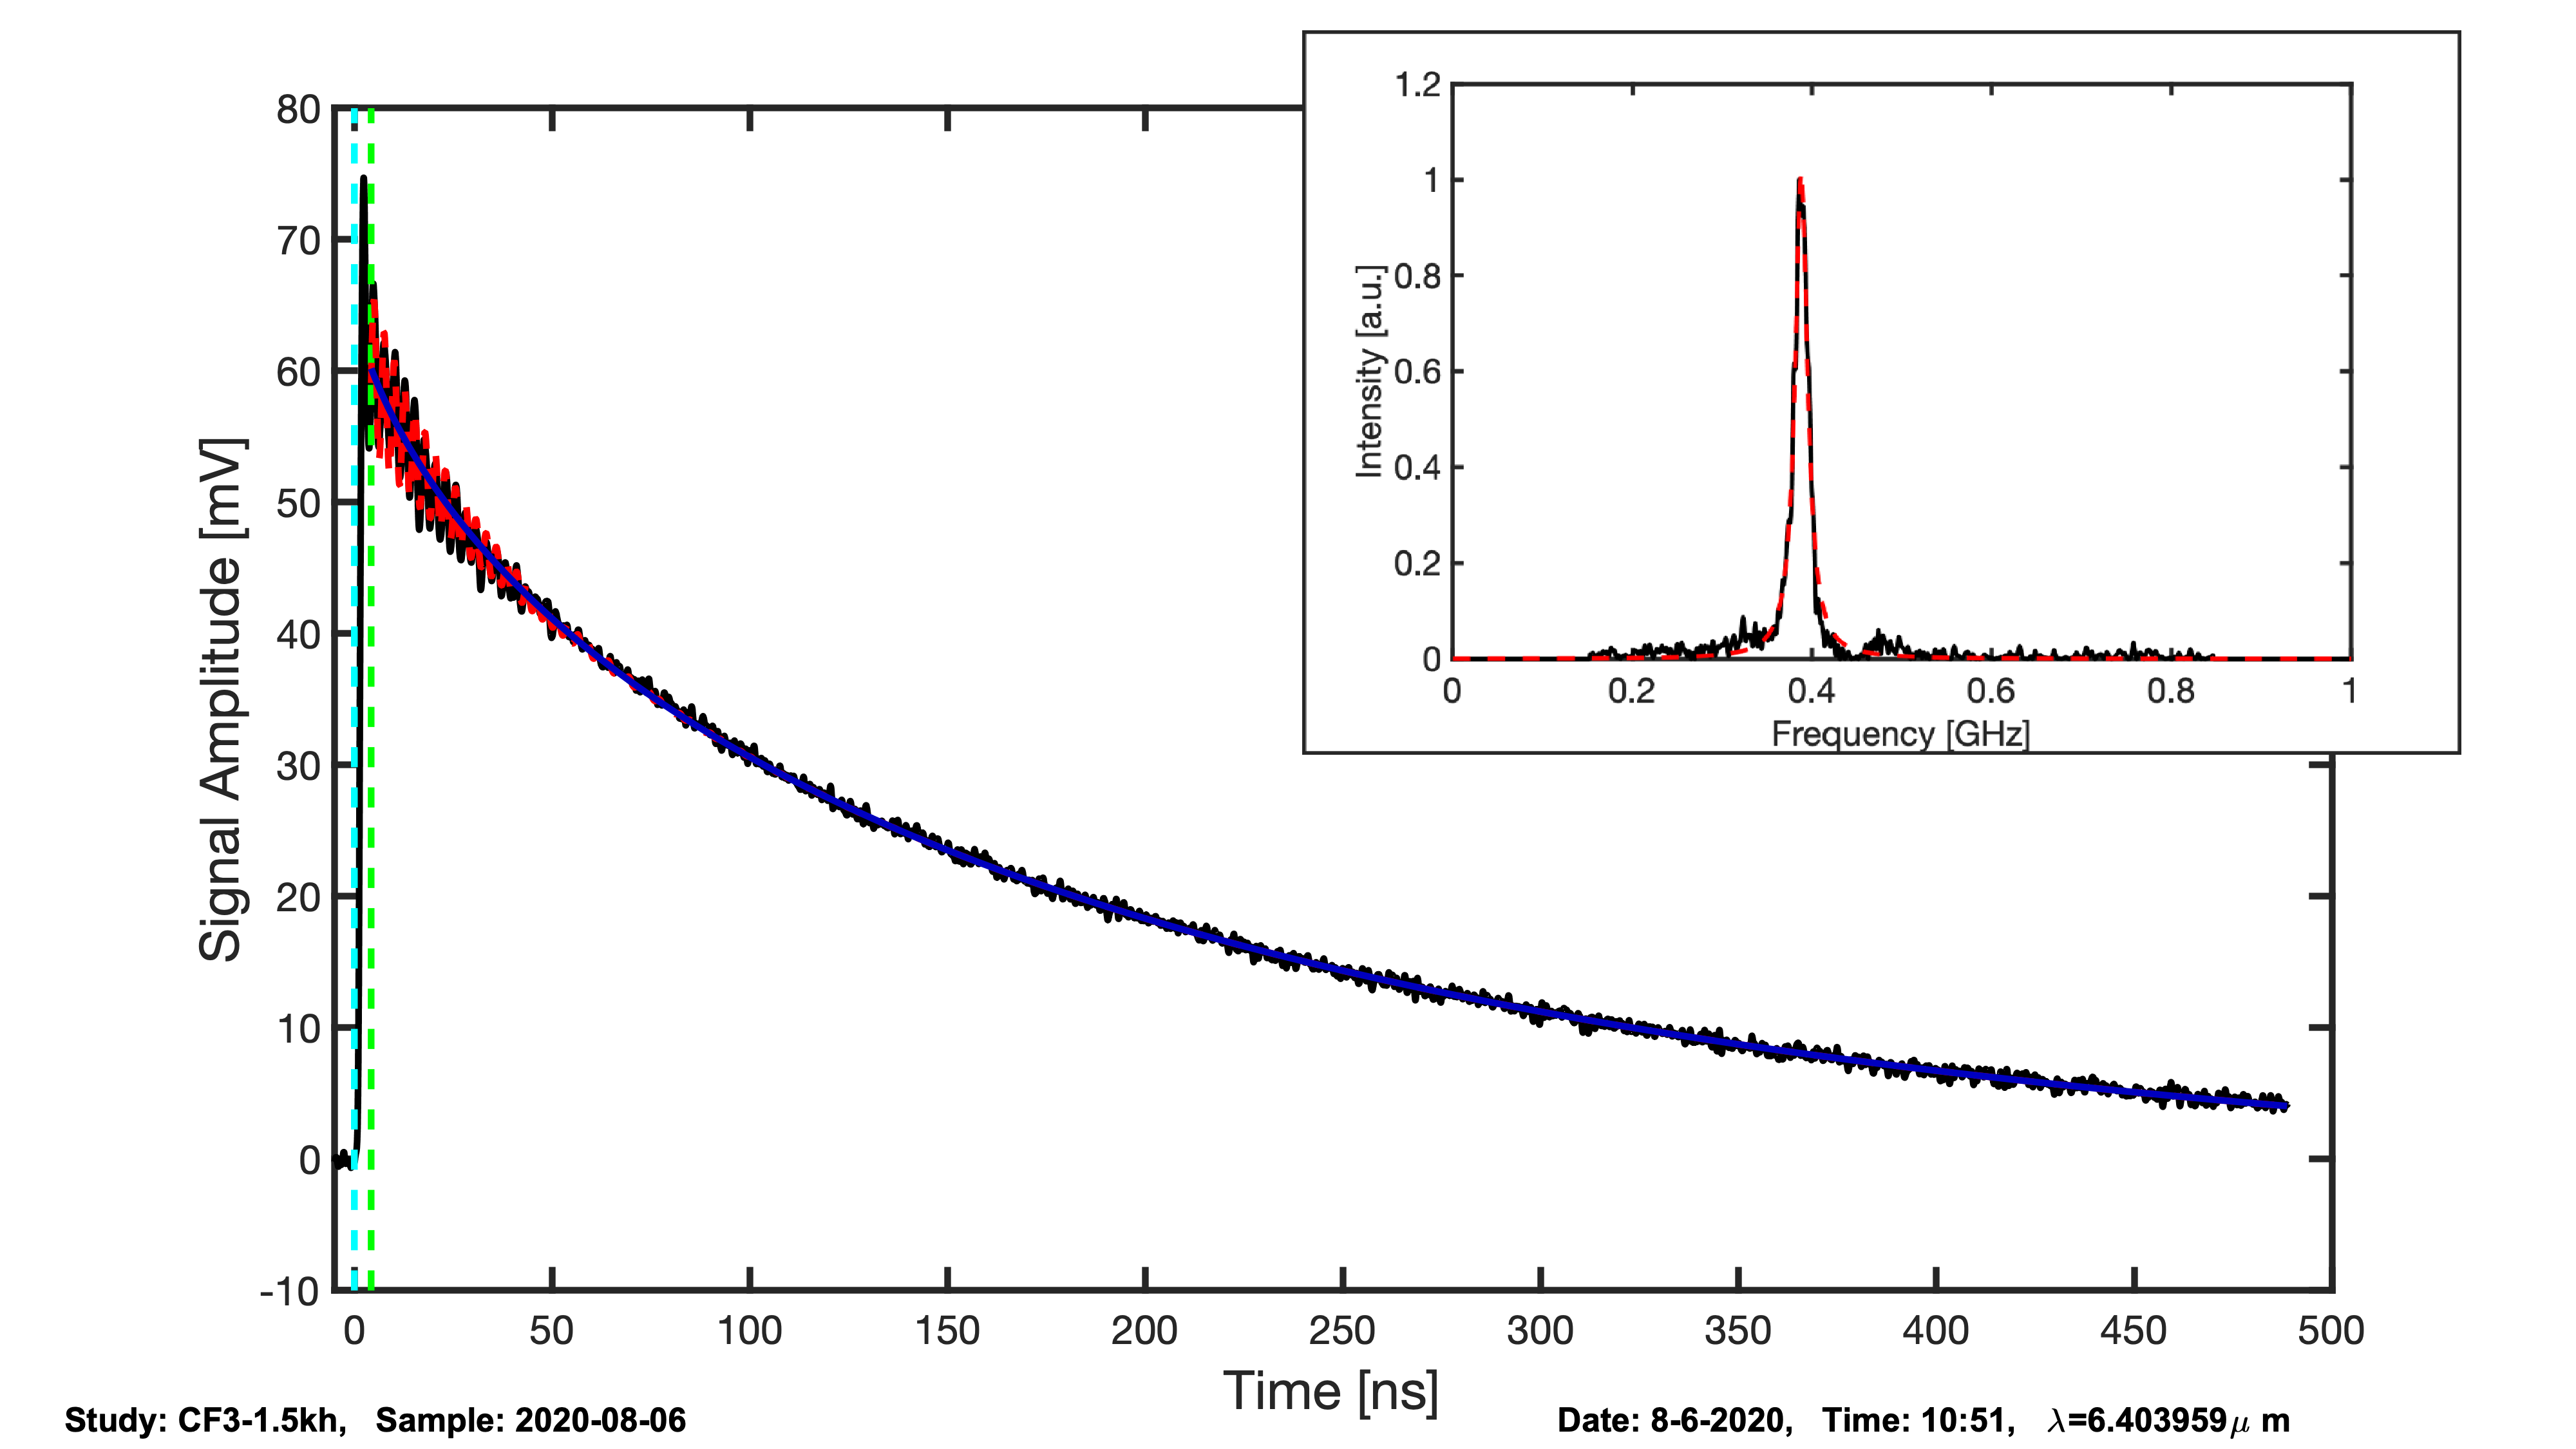 1.2
1
0.8
0.6
0.4
0.2
0
0 0.2 0.4 0.6 0.8 1
Intensity [a.u.]
Frequency [GHz]
80
70
60
50
40
30
20
10
0
-10
0 50 100 150 200 250 300 350 400 450 500
Signal Amplitude [mV]
Time [ns]
Study: CF3-1.5kh, Sample: 2020-08-06
Date: 8-6-2020, Time: 10:51, λ=6.403959μ m